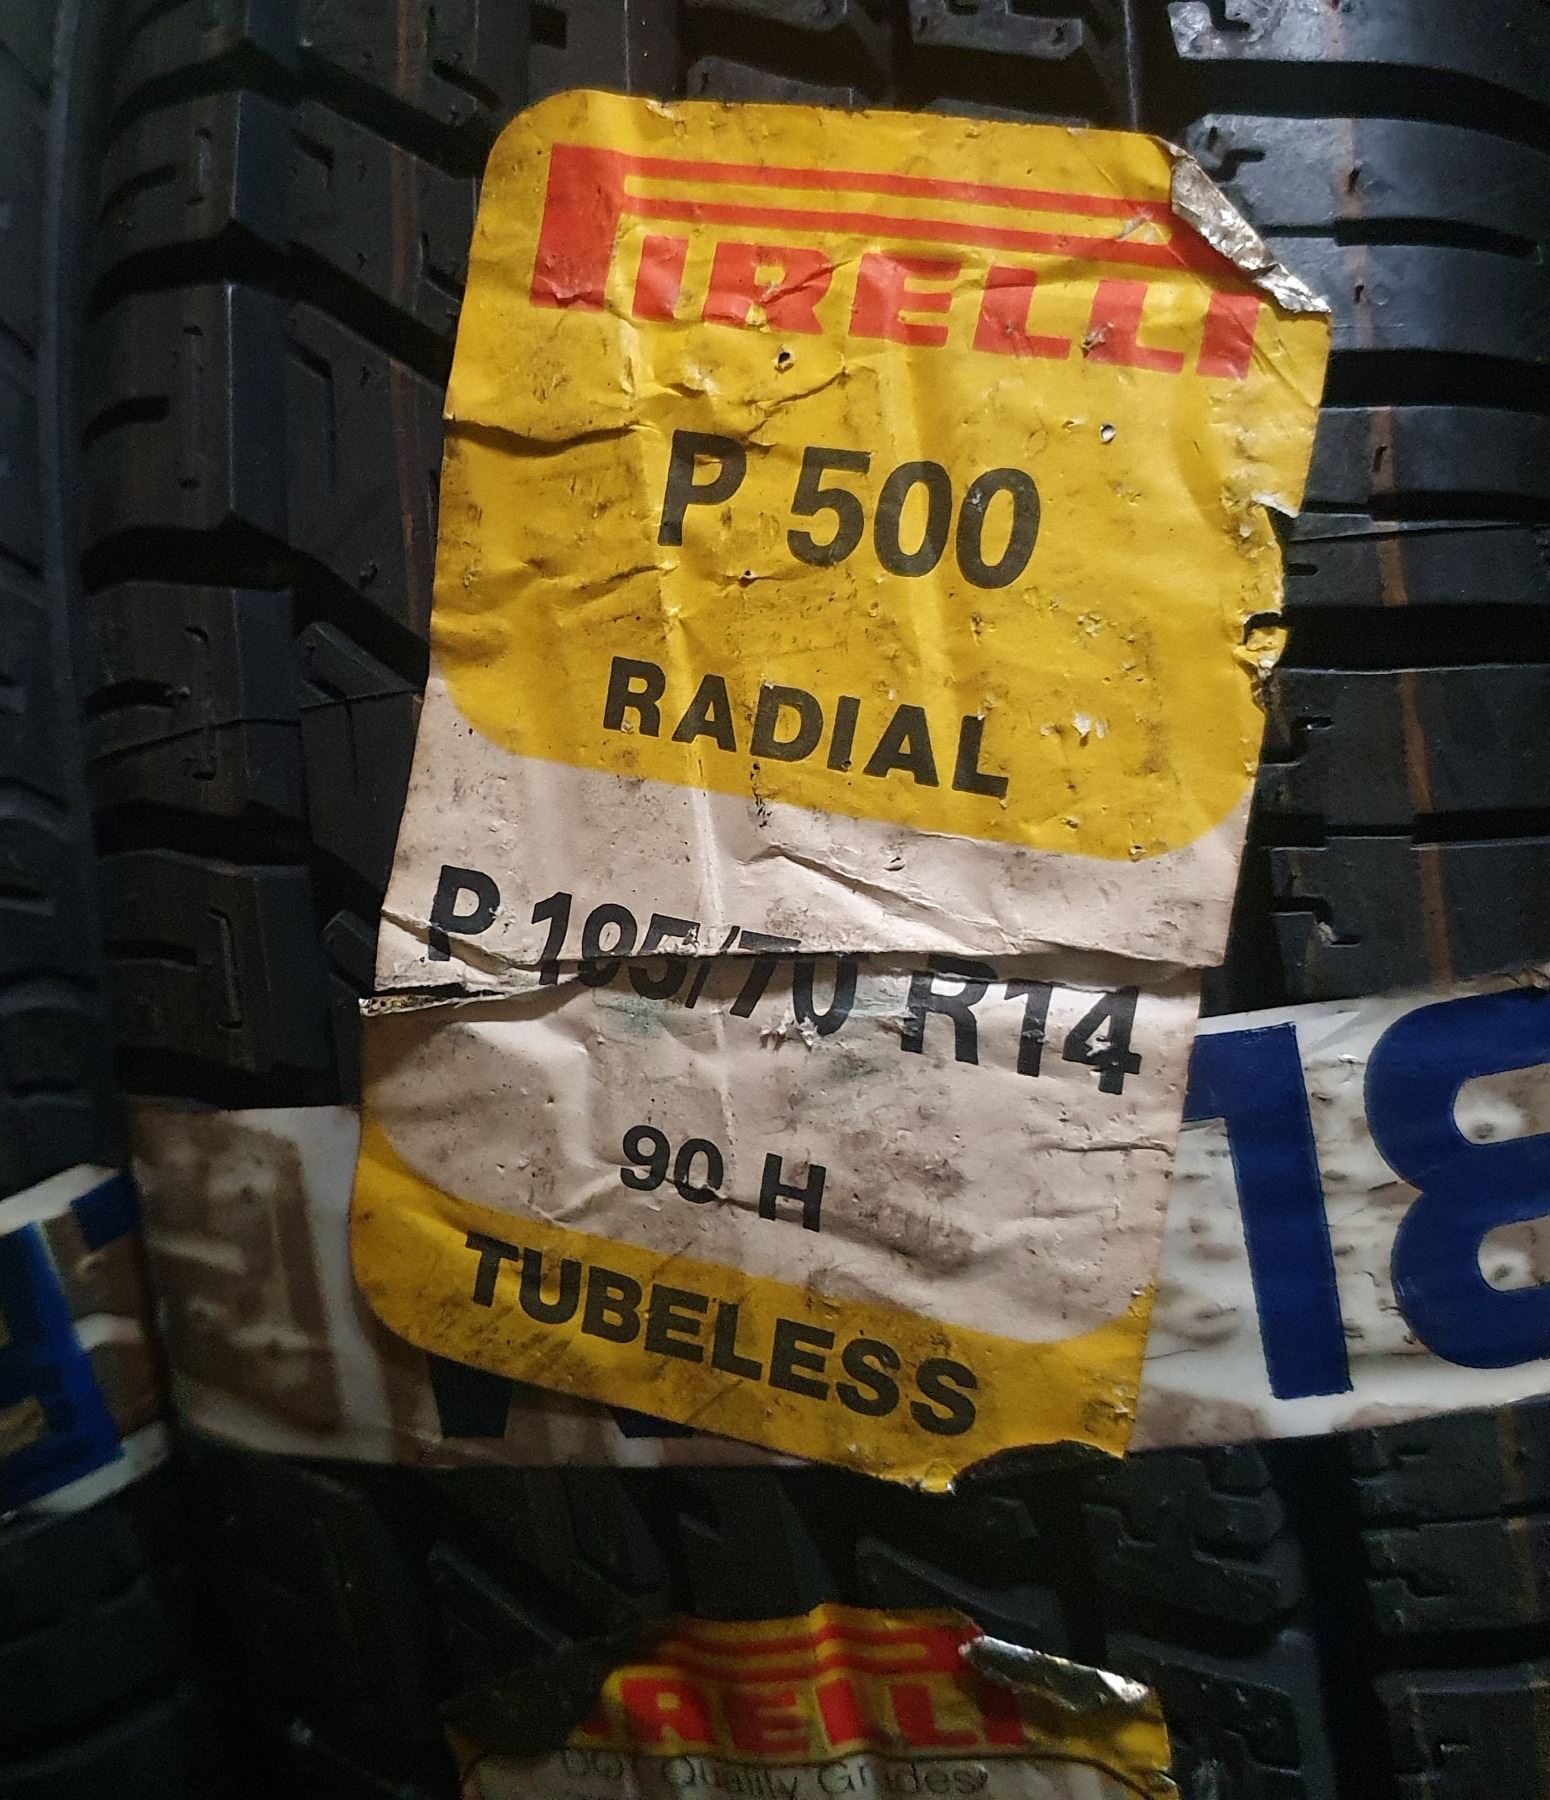 PIRELLI
P 500
RADIAL
P 195/70 R14
90 H
TUBELESS
18
PIRELLI
DOT Quality Grades